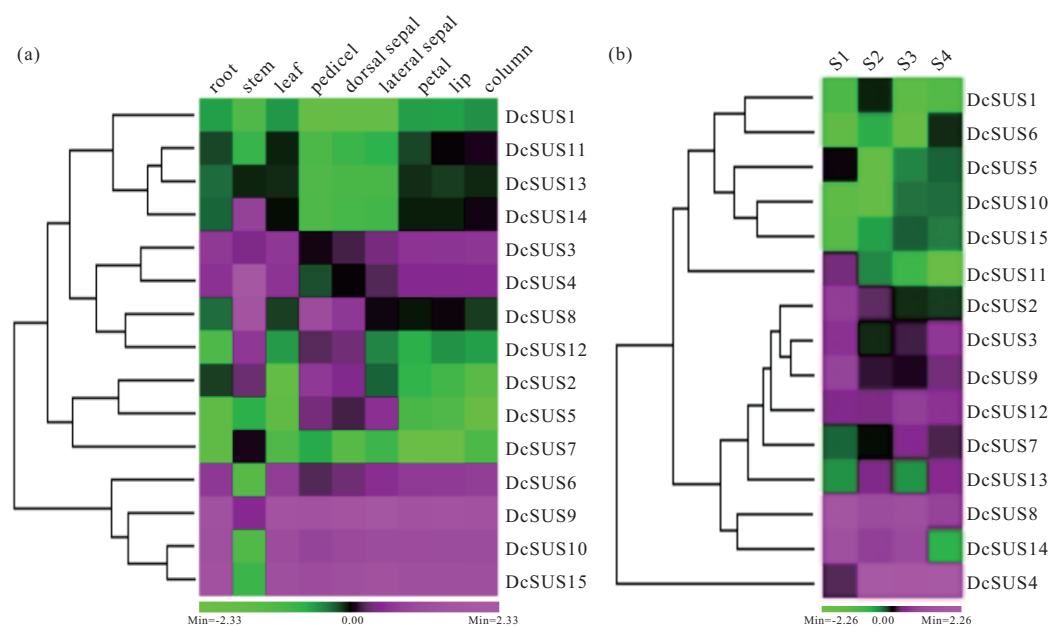 (a)
root stem leaf pedicel dorsal sepal lateral sepal petal lip column
DcSUS1
DcSUS11
DcSUS13
DcSUS14
DcSUS3
DcSUS4
DcSUS8
DcSUS12
DcSUS2
DcSUS5
DcSUS7
DcSUS6
DcSUS9
DcSUS10
DcSUS15
Min=-2.33 0.00 Min=2.33
(b)
S1 S2 S3 S4
DcSUS1
DcSUS6
DcSUS5
DcSUS10
DcSUS15
DcSUS11
DcSUS2
DcSUS3
DcSUS9
DcSUS12
DcSUS7
DcSUS13
DcSUS8
DcSUS14
DcSUS4
Min=-2.26 0.00 Min=2.26